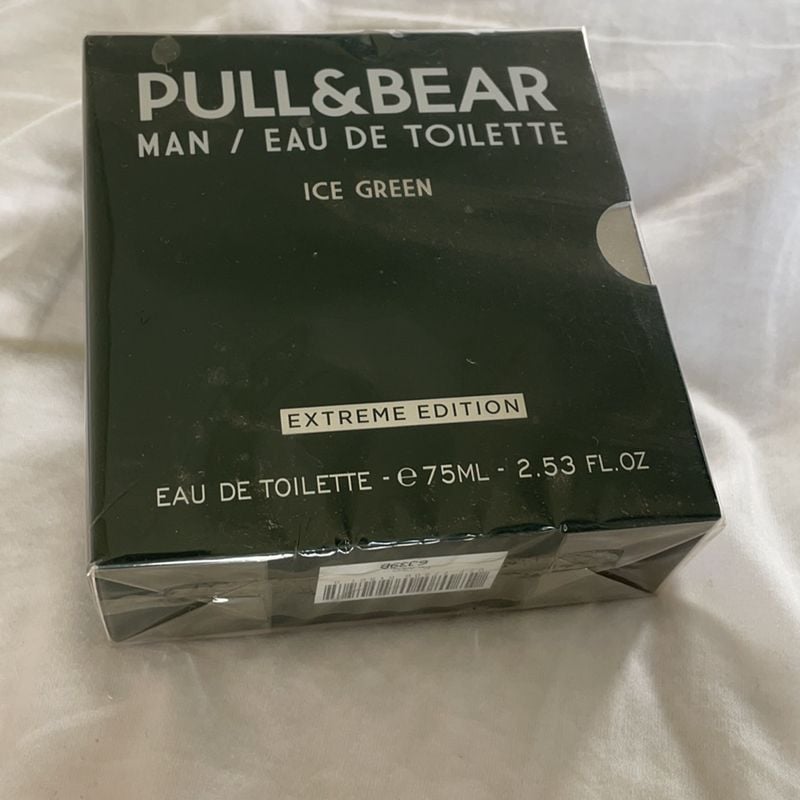 PULL&BEAR
MAN / EAU DE TOILETTE
ICE GREEN
EXTREME EDITION
EAU DE TOILETTE - ℮ 75ML - 2.53 FL.OZ